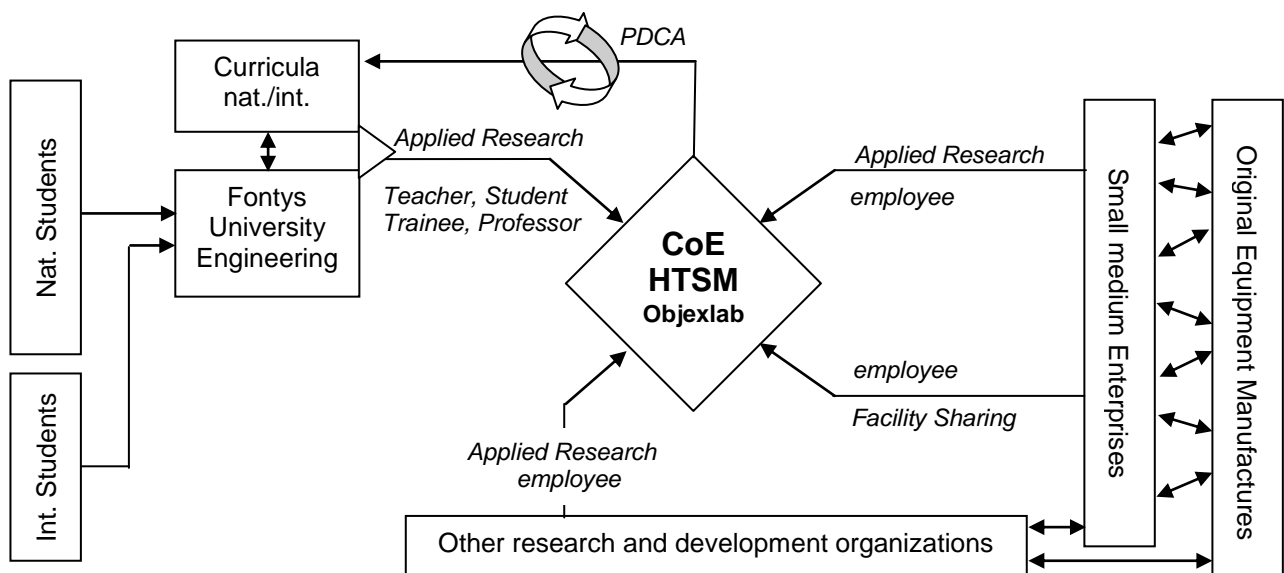 PDCA
Curricula
nat./int.
Nat. Students
Applied Research
Teacher, Student
Trainee, Professor
Fontys
University
Engineering
Int. Students
CoE
HTSM
Objexlab
Applied Research
employee
employee
Facility Sharing
Small medium Enterprises
Original Equipment Manufactures
Applied Research
employee
Other research and development organizations